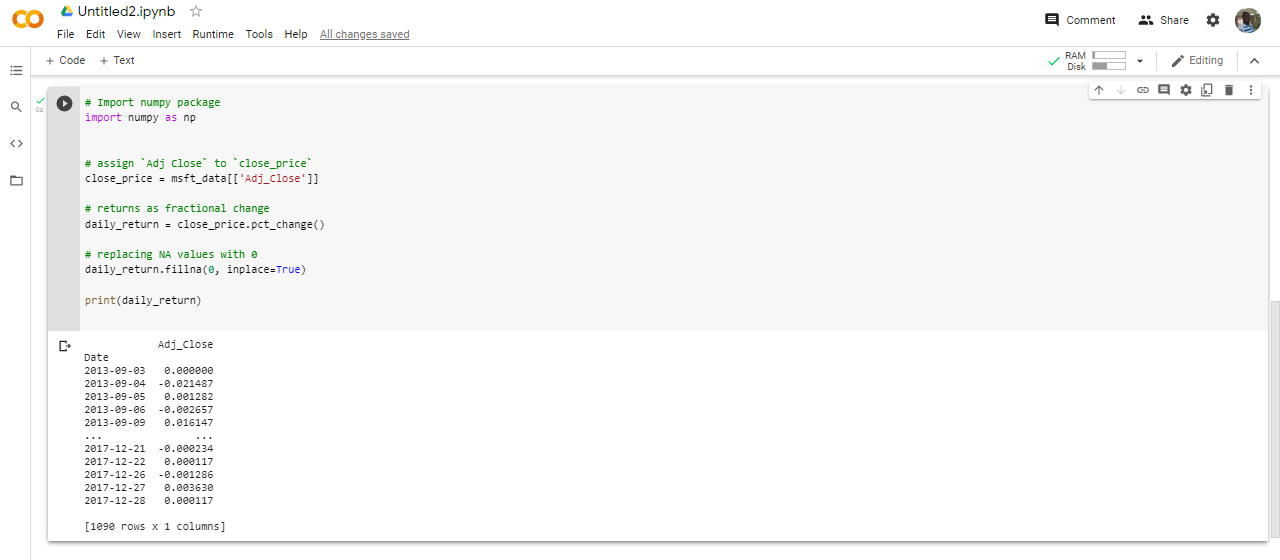 Untitled2.ipynb
File Edit View Insert Runtime Tools Help All changes saved
Comment Share
+ Code + Text
RAM
Disk
Editing
0s
# Import numpy package
import numpy as np
# assign `Adj Close` to `close_price`
close_price = msft_data[['Adj_Close']]
# returns as fractional change
daily_return = close_price.pct_change()
# replacing NA values with 0
daily_return.fillna(0, inplace=True)
print(daily_return)
Adj_Close
Date
2013-09-03 0.000000
2013-09-04 -0.021487
2013-09-05 0.001282
2013-09-06 -0.002657
2013-09-09 0.016147
... ...
2017-12-21 -0.000234
2017-12-22 0.000117
2017-12-26 -0.001286
2017-12-27 0.003630
2017-12-28 0.000117
[1090 rows x 1 columns]